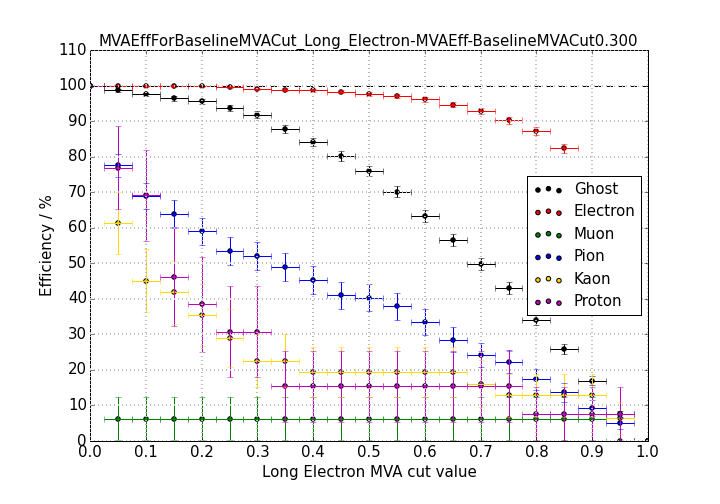 MVAEffForBaselineMVACut_Long_Electron-MVAEff-BaselineMVACut0.300
110
100
90
80
70
60
50
40
30
20
10
0
Efficiency / %
Ghost
Electron
Muon
Pion
Kaon
Proton
0.0 0.1 0.2 0.3 0.4 0.5 0.6 0.7 0.8 0.9 1.0
Long Electron MVA cut value